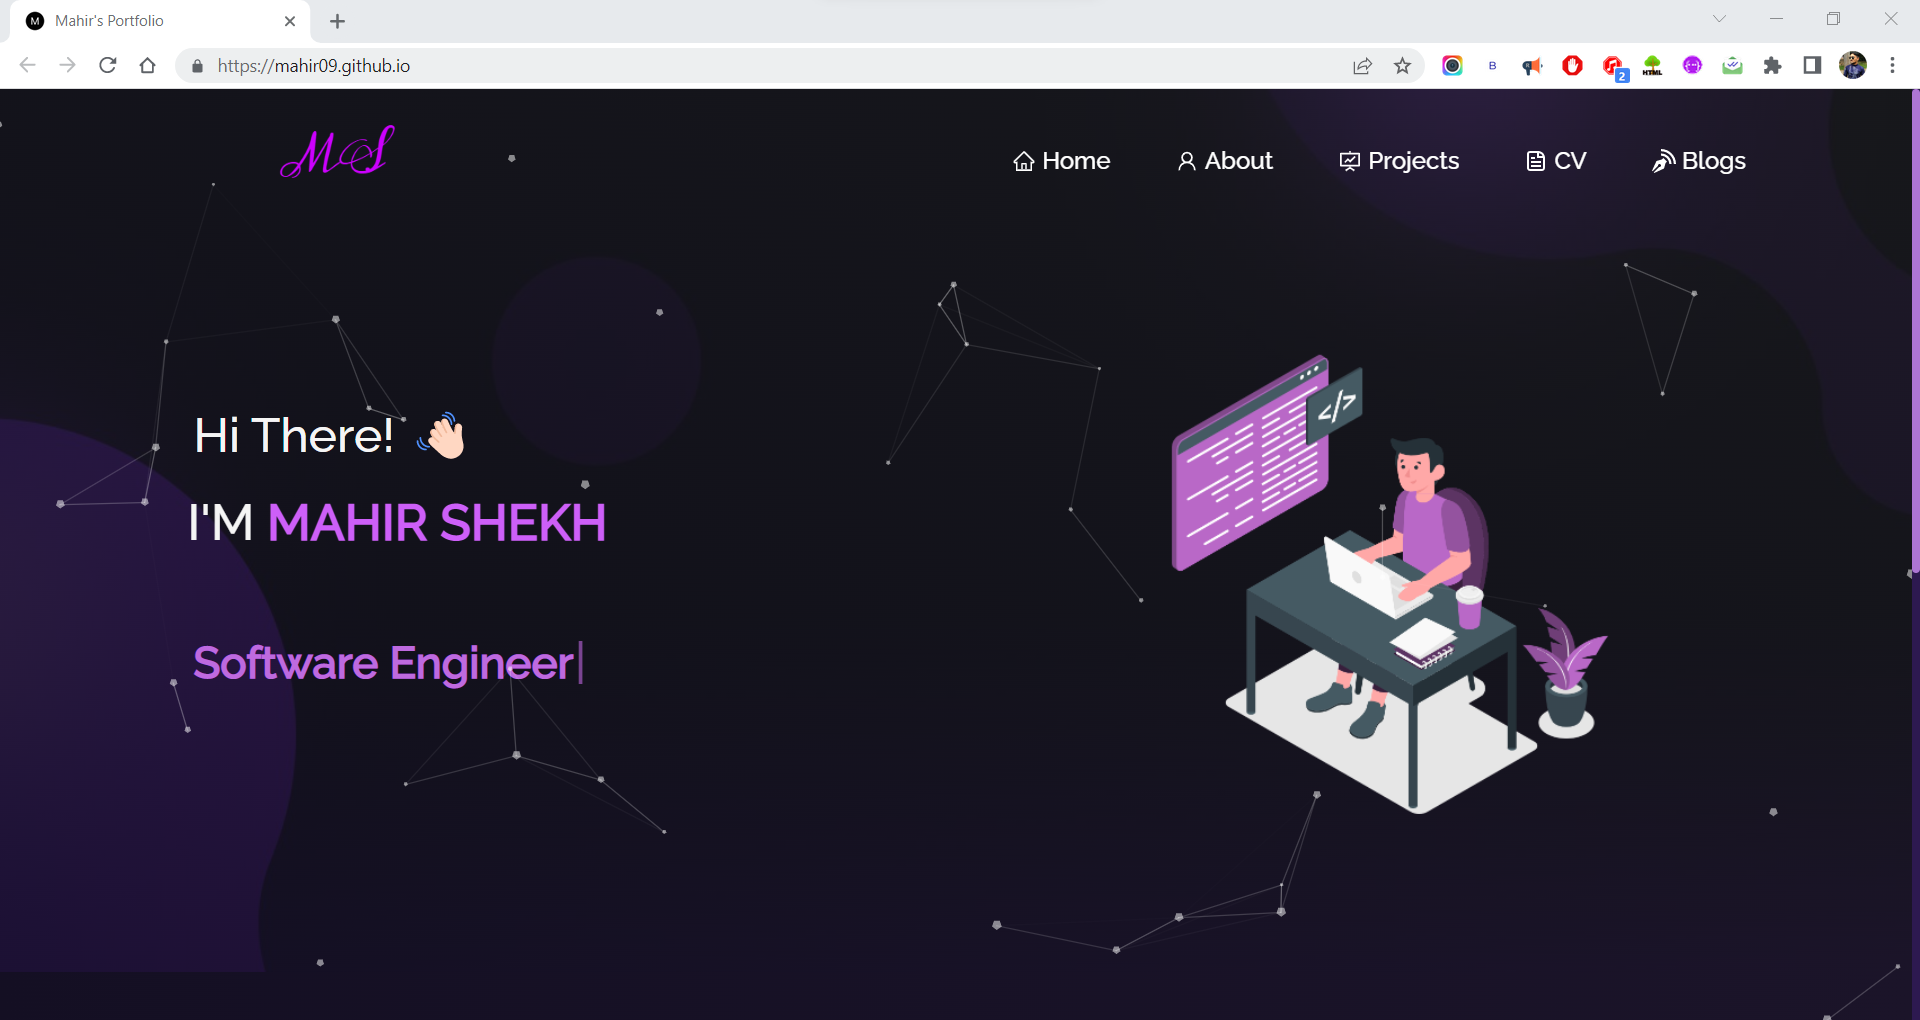 Mahir's Portfolio
https://mahir09.github.io
MS
Home About Projects CV Blogs
Hi There! 👋🏻
I'M MAHIR SHEKH
Software Engineer